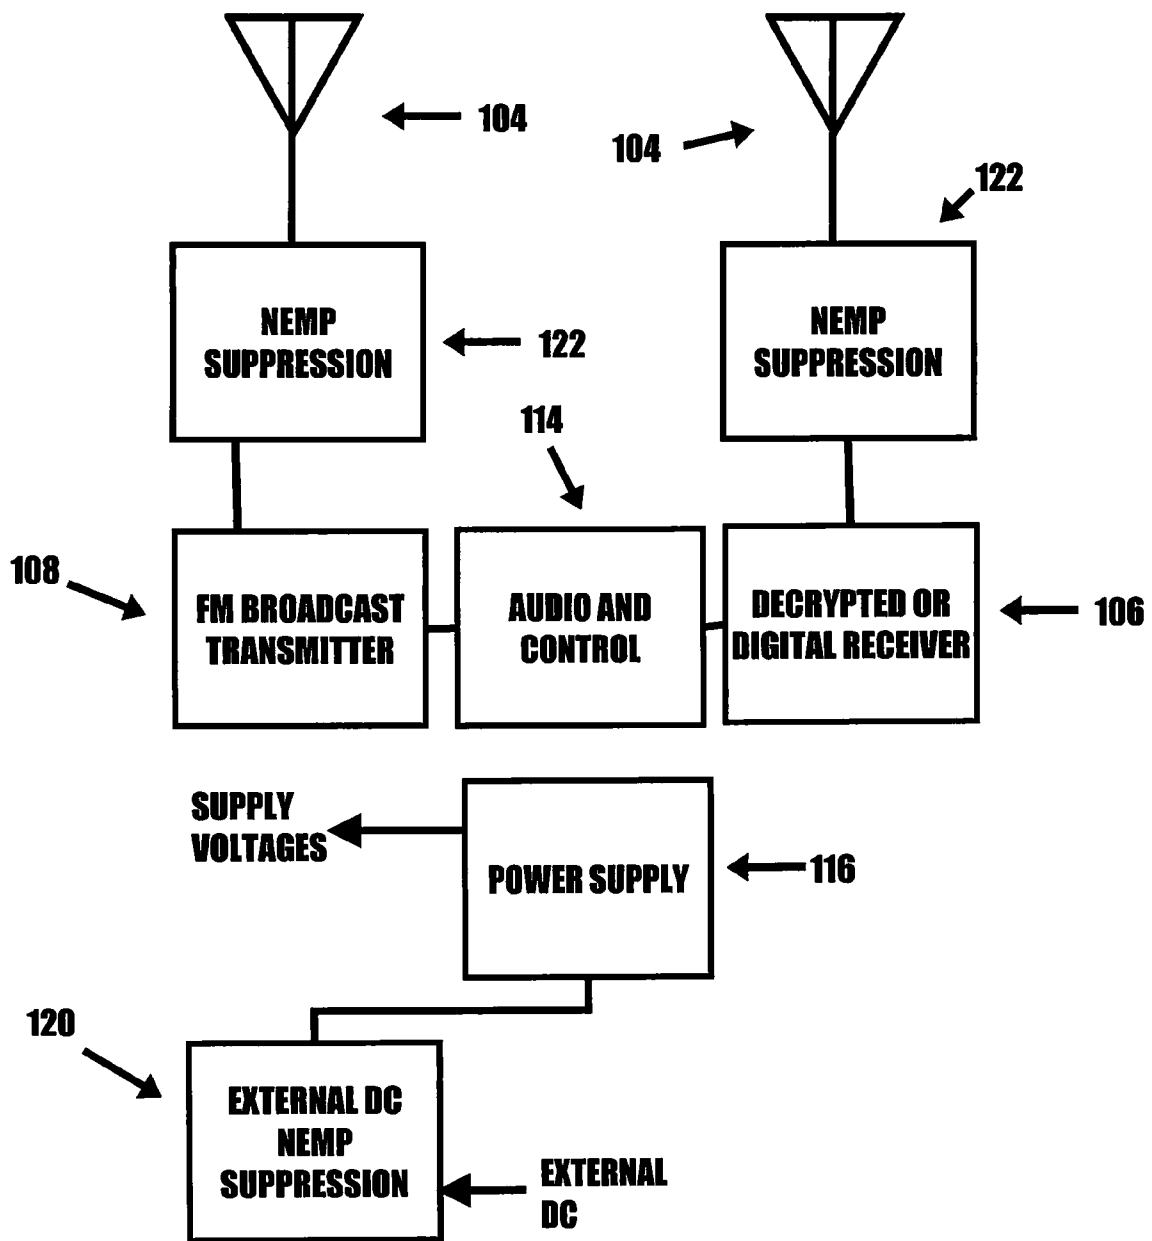 104
104
122
NEMP
SUPPRESSION
122
NEMP
SUPPRESSION
114
108
FM BROADCAST
TRANSMITTER
AUDIO AND
CONTROL
DECRYPTED OR
DIGITAL RECEIVER
106
SUPPLY
VOLTAGES
POWER SUPPLY
116
120
EXTERNAL DC
NEMP
SUPPRESSION
EXTERNAL
DC